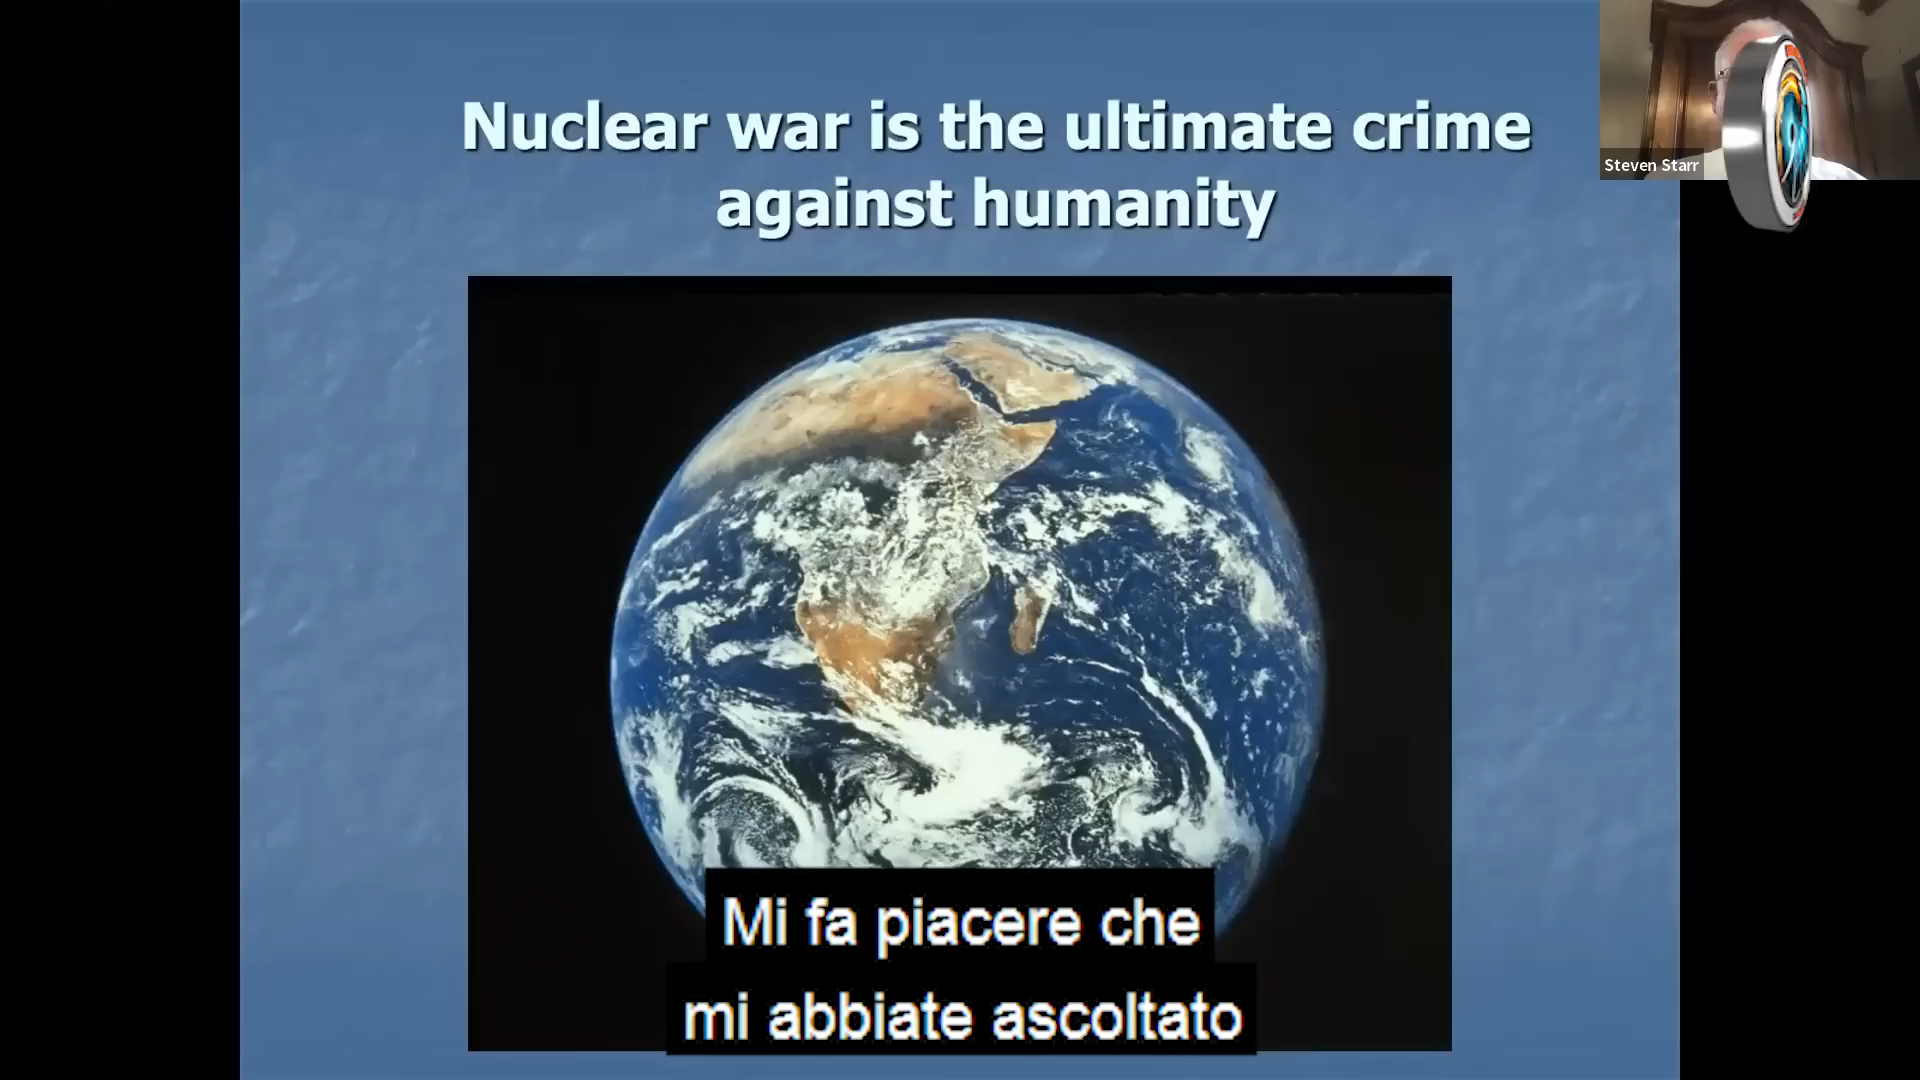 Nuclear war is the ultimate crime
against humanity
Steven Starr
Mi fa piacere che
mi abbiate ascoltato